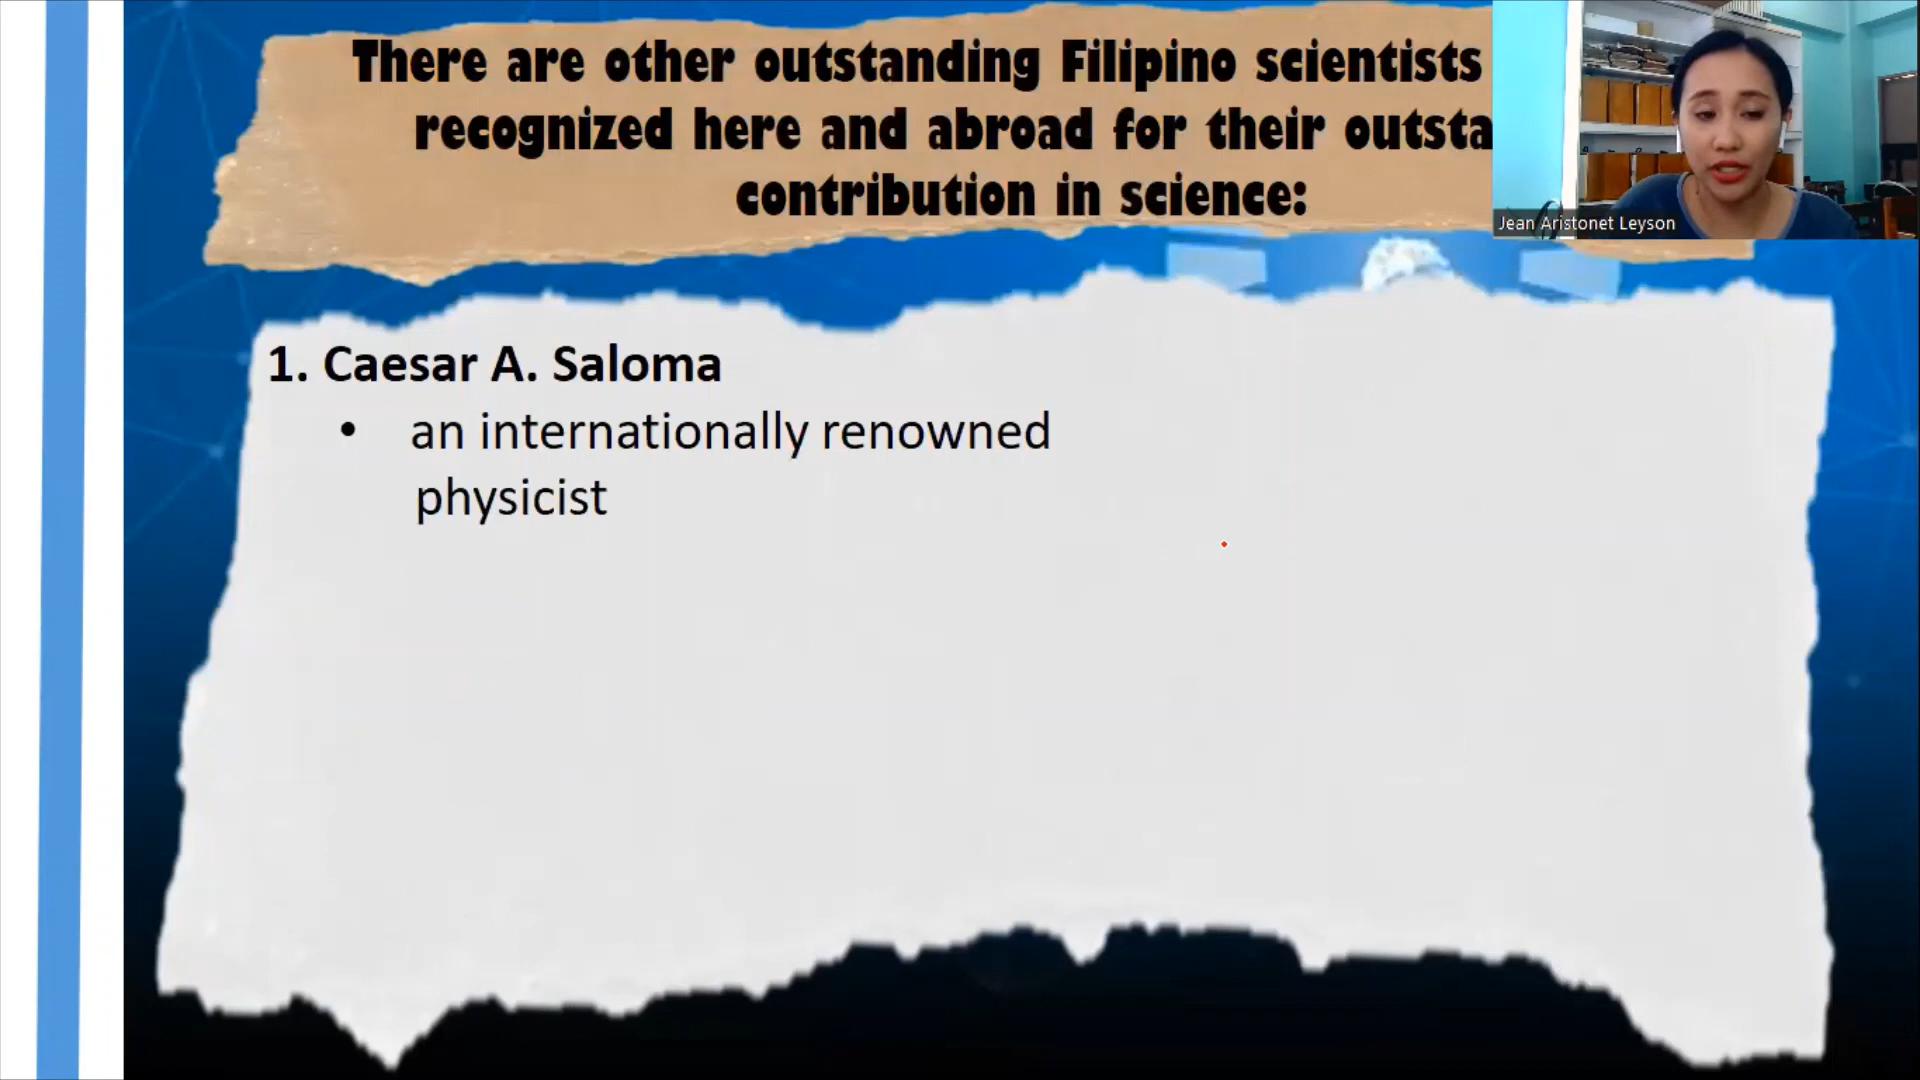 There are other outstanding Filipino scientists
recognized here and abroad for their outsta
contribution in science:
Jean Aristonet Leyson
1. Caesar A. Saloma
• an internationally renowned
physicist